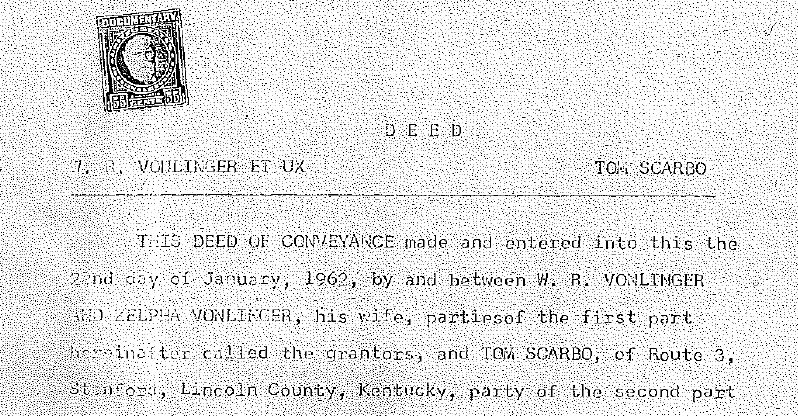 DOCUMENTARY
55 CENTS 55
D E E D
W. R. VONLINGER ET UX TOM SCARBO
THIS DEED OF CONVEYANCE made and entered into this the
22nd day of January, 1962, by and between W. R. VONLINGER
AND ZELPHA VONLINGER, his wife, partiesof the first part
hereinafter called the grantors, and TOM SCARBO, of Route 3,
Stanford, Lincoln County, Kentucky, party of the second part